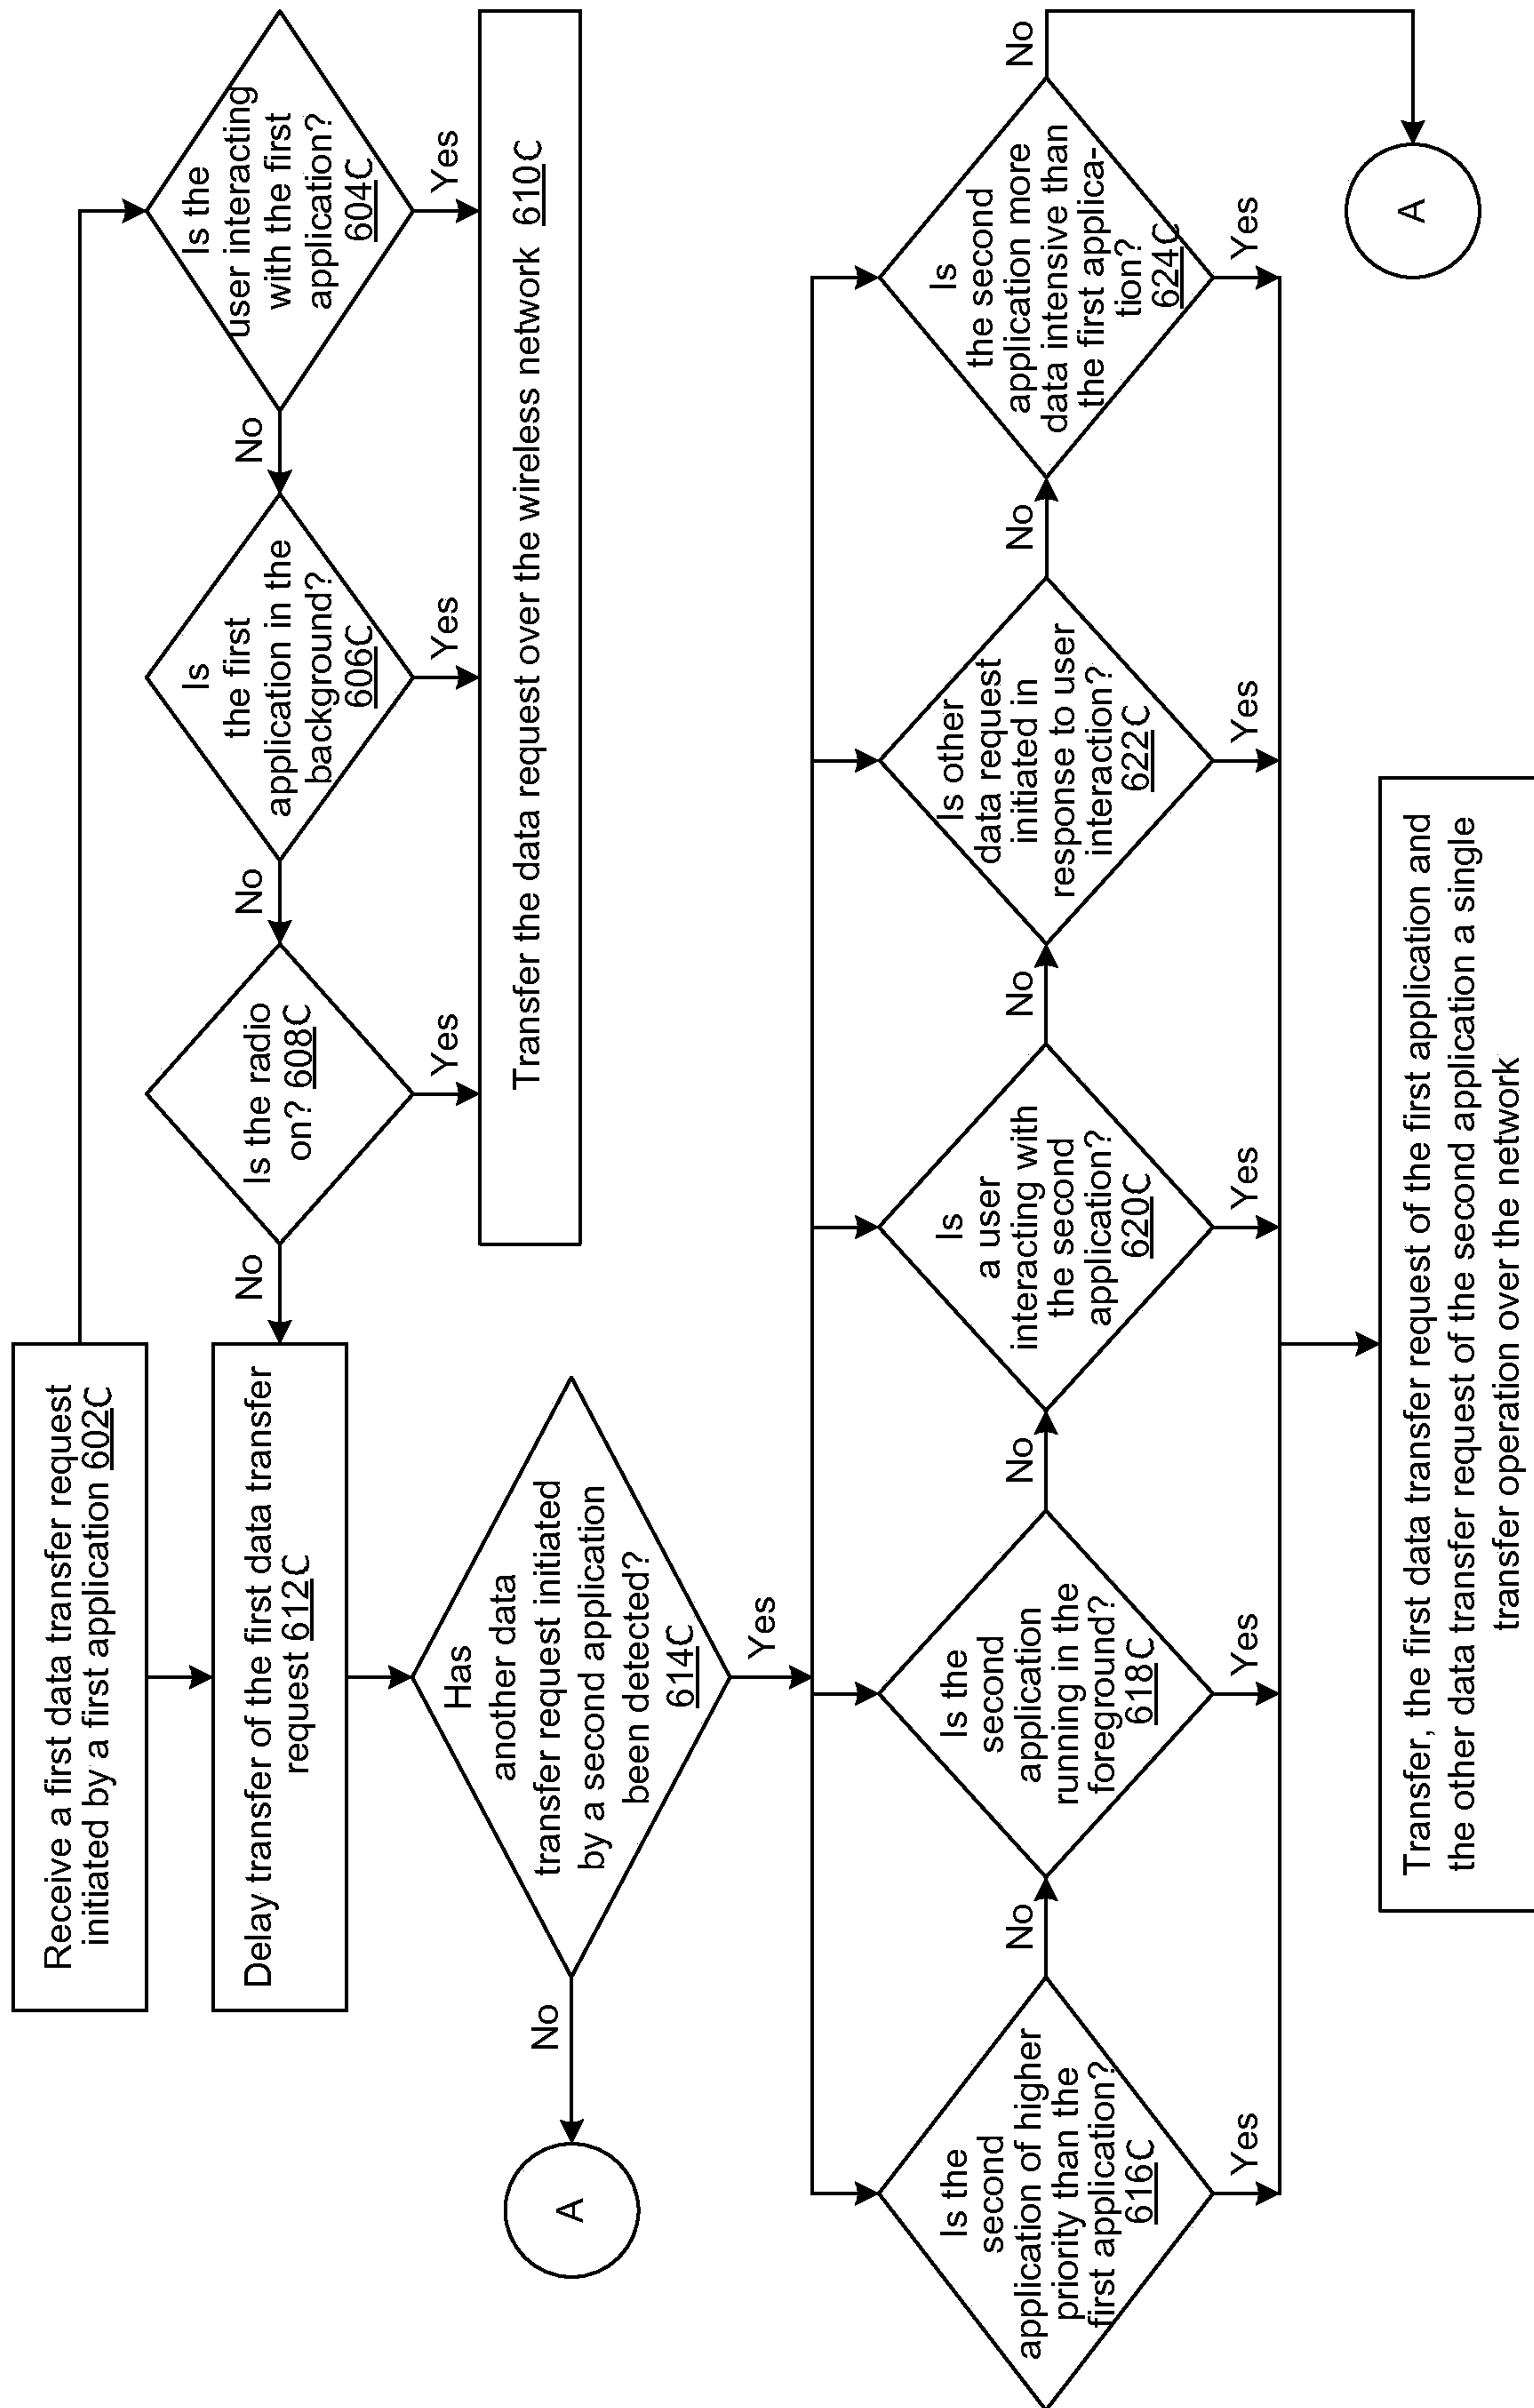 Receive a first data transfer request
initiated by a first application 602C
Is the
user interacting
with the first
application?
604C
No
Yes
Is
the first
application in the
background?
606C
No
Yes
Is the radio
on? 608C
No
Yes
Transfer the data request over the wireless network 610C
Delay transfer of the first data transfer
request 612C
Has
another data
transfer request initiated
by a second application
been detected?
614C
No
A
Yes
Is the
second
application of higher
priority than the
first application?
616C
No
Yes
Is the
second
application
running in the
foreground?
618C
No
Yes
Is
a user
interacting with
the second
application?
620C
No
Yes
Is other
data request
initiated in
response to user
interaction?
622C
No
Yes
Is
the second
application more
data intensive than
the first applica-
tion?
624C
No
Yes
A
Transfer, the first data transfer request of the first application and
the other data transfer request of the second application a single
transfer operation over the network